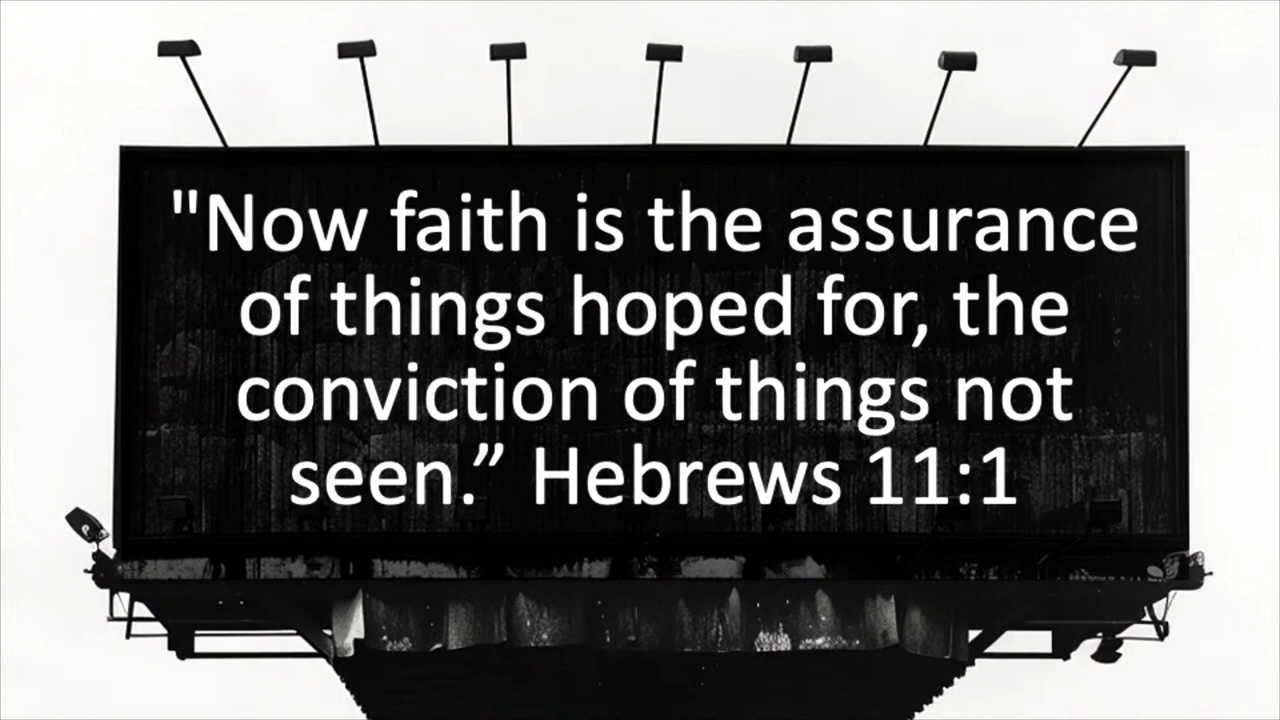 "Now faith is the assurance
of things hoped for, the
conviction of things not
seen.” Hebrews 11:1